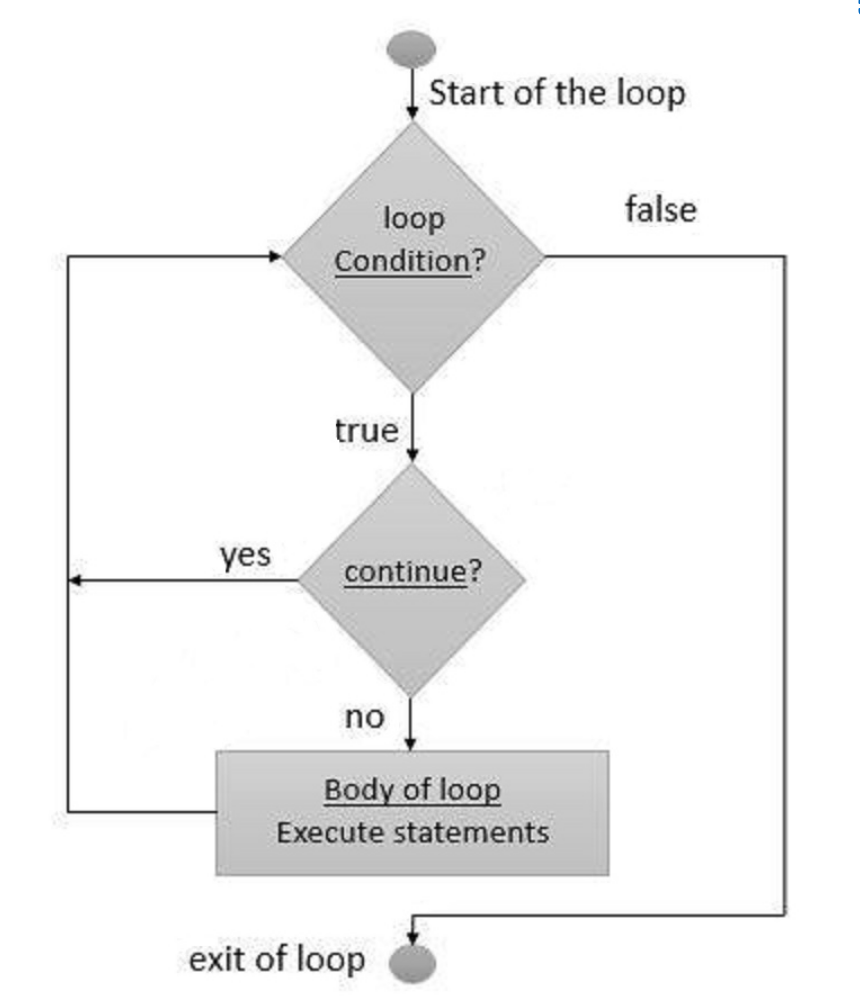 Start of the loop
false
loop
Condition?
true
yes
continue?
no
Body of loop
Execute statements
exit of loop